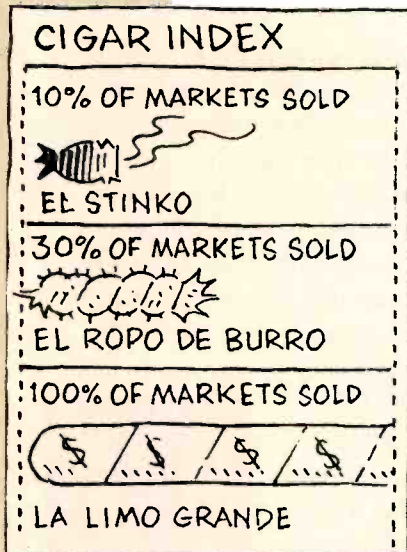 CIGAR INDEX
10% OF MARKETS SOLD
EL STINKO
30% OF MARKETS SOLD
EL ROPO DE BURRO
100% OF MARKETS SOLD
$ $ $ $
LA LIMO GRANDE